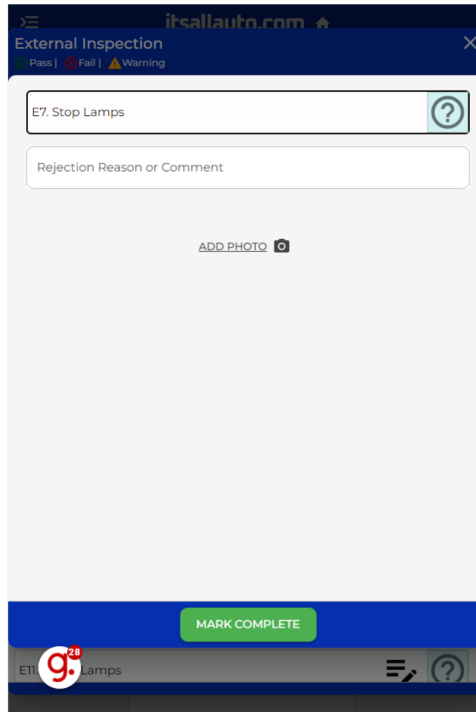 itsallauto.com
External Inspection
Pass | Fail | Warning
E7. Stop Lamps
Rejection Reason or Comment
ADD PHOTO
MARK COMPLETE
g. 28
E11. Lamps